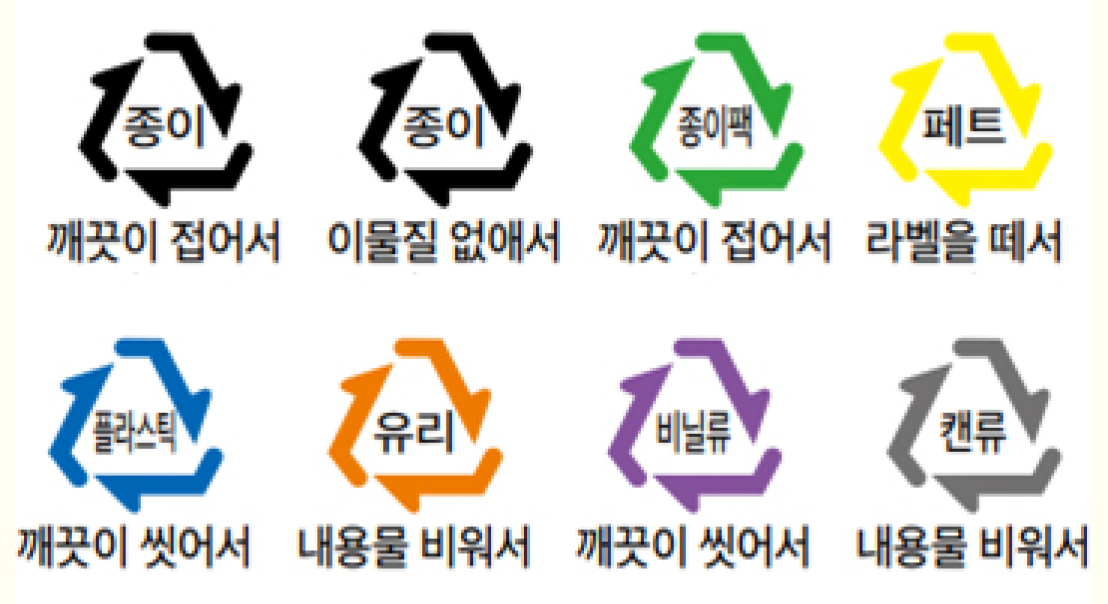 종이 종이 종이팩 페트
깨끗이 접어서 이물질 없애서 깨끗이 접어서 라벨을 떼서
플라스틱 유리 비닐류 캔류
깨끗이 씻어서 내용물 비워서 깨끗이 씻어서 내용물 비워서